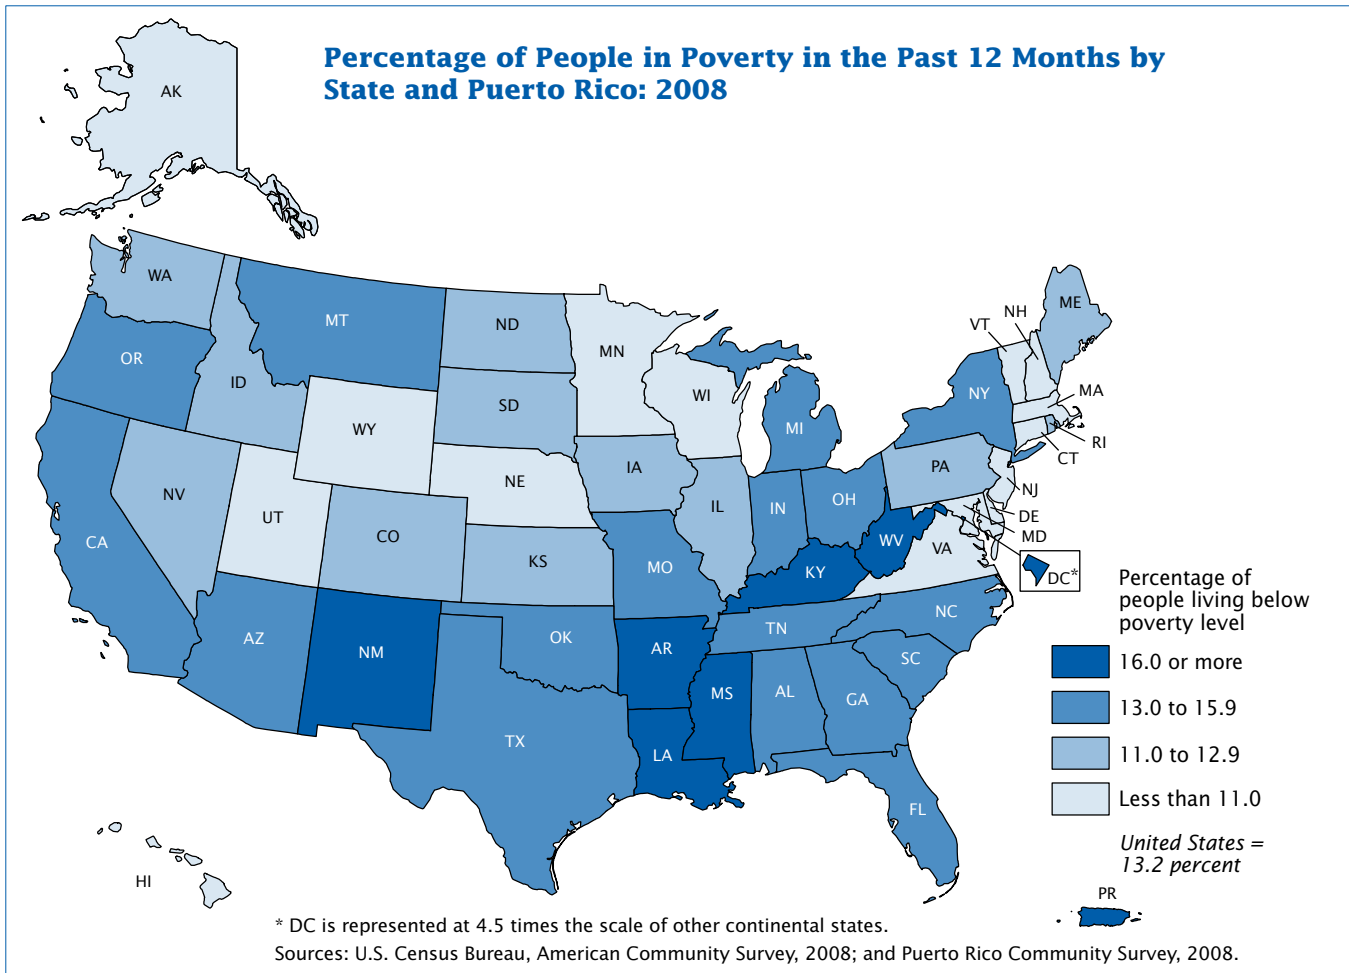 Percentage of People in Poverty in the Past 12 Months by
State and Puerto Rico: 2008
AK
WA
MT
ND
MN
ME
NH
VT
OR
ID
SD
WI
MI
NY
MA
RI
CT
WY
IA
PA
NE
NJ
NV
UT
CO
IL
IN
OH
DE
MD
CA
KS
MO
WV
VA
KY
DC*
AZ
NM
OK
AR
TN
NC
SC
MS
AL
GA
TX
LA
FL
HI
Percentage of
people living below
poverty level
16.0 or more
13.0 to 15.9
11.0 to 12.9
Less than 11.0
United States =
13.2 percent
PR
* DC is represented at 4.5 times the scale of other continental states.
Sources: U.S. Census Bureau, American Community Survey, 2008; and Puerto Rico Community Survey, 2008.